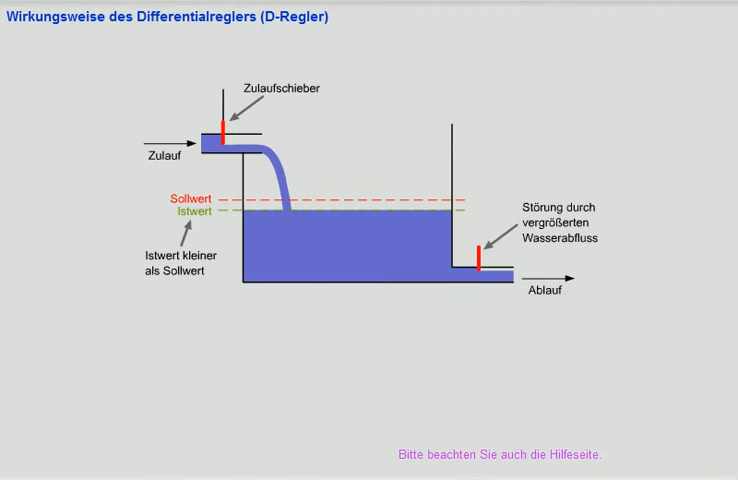 Wirkungsweise des Differentialreglers (D-Regler)
Zulaufschieber
Zulauf
Sollwert
Istwert
Istwert kleiner
als Sollwert
Störung durch
vergrößerten
Wasserabfluss
Ablauf
Bitte beachten Sie auch die Hilfeseite.